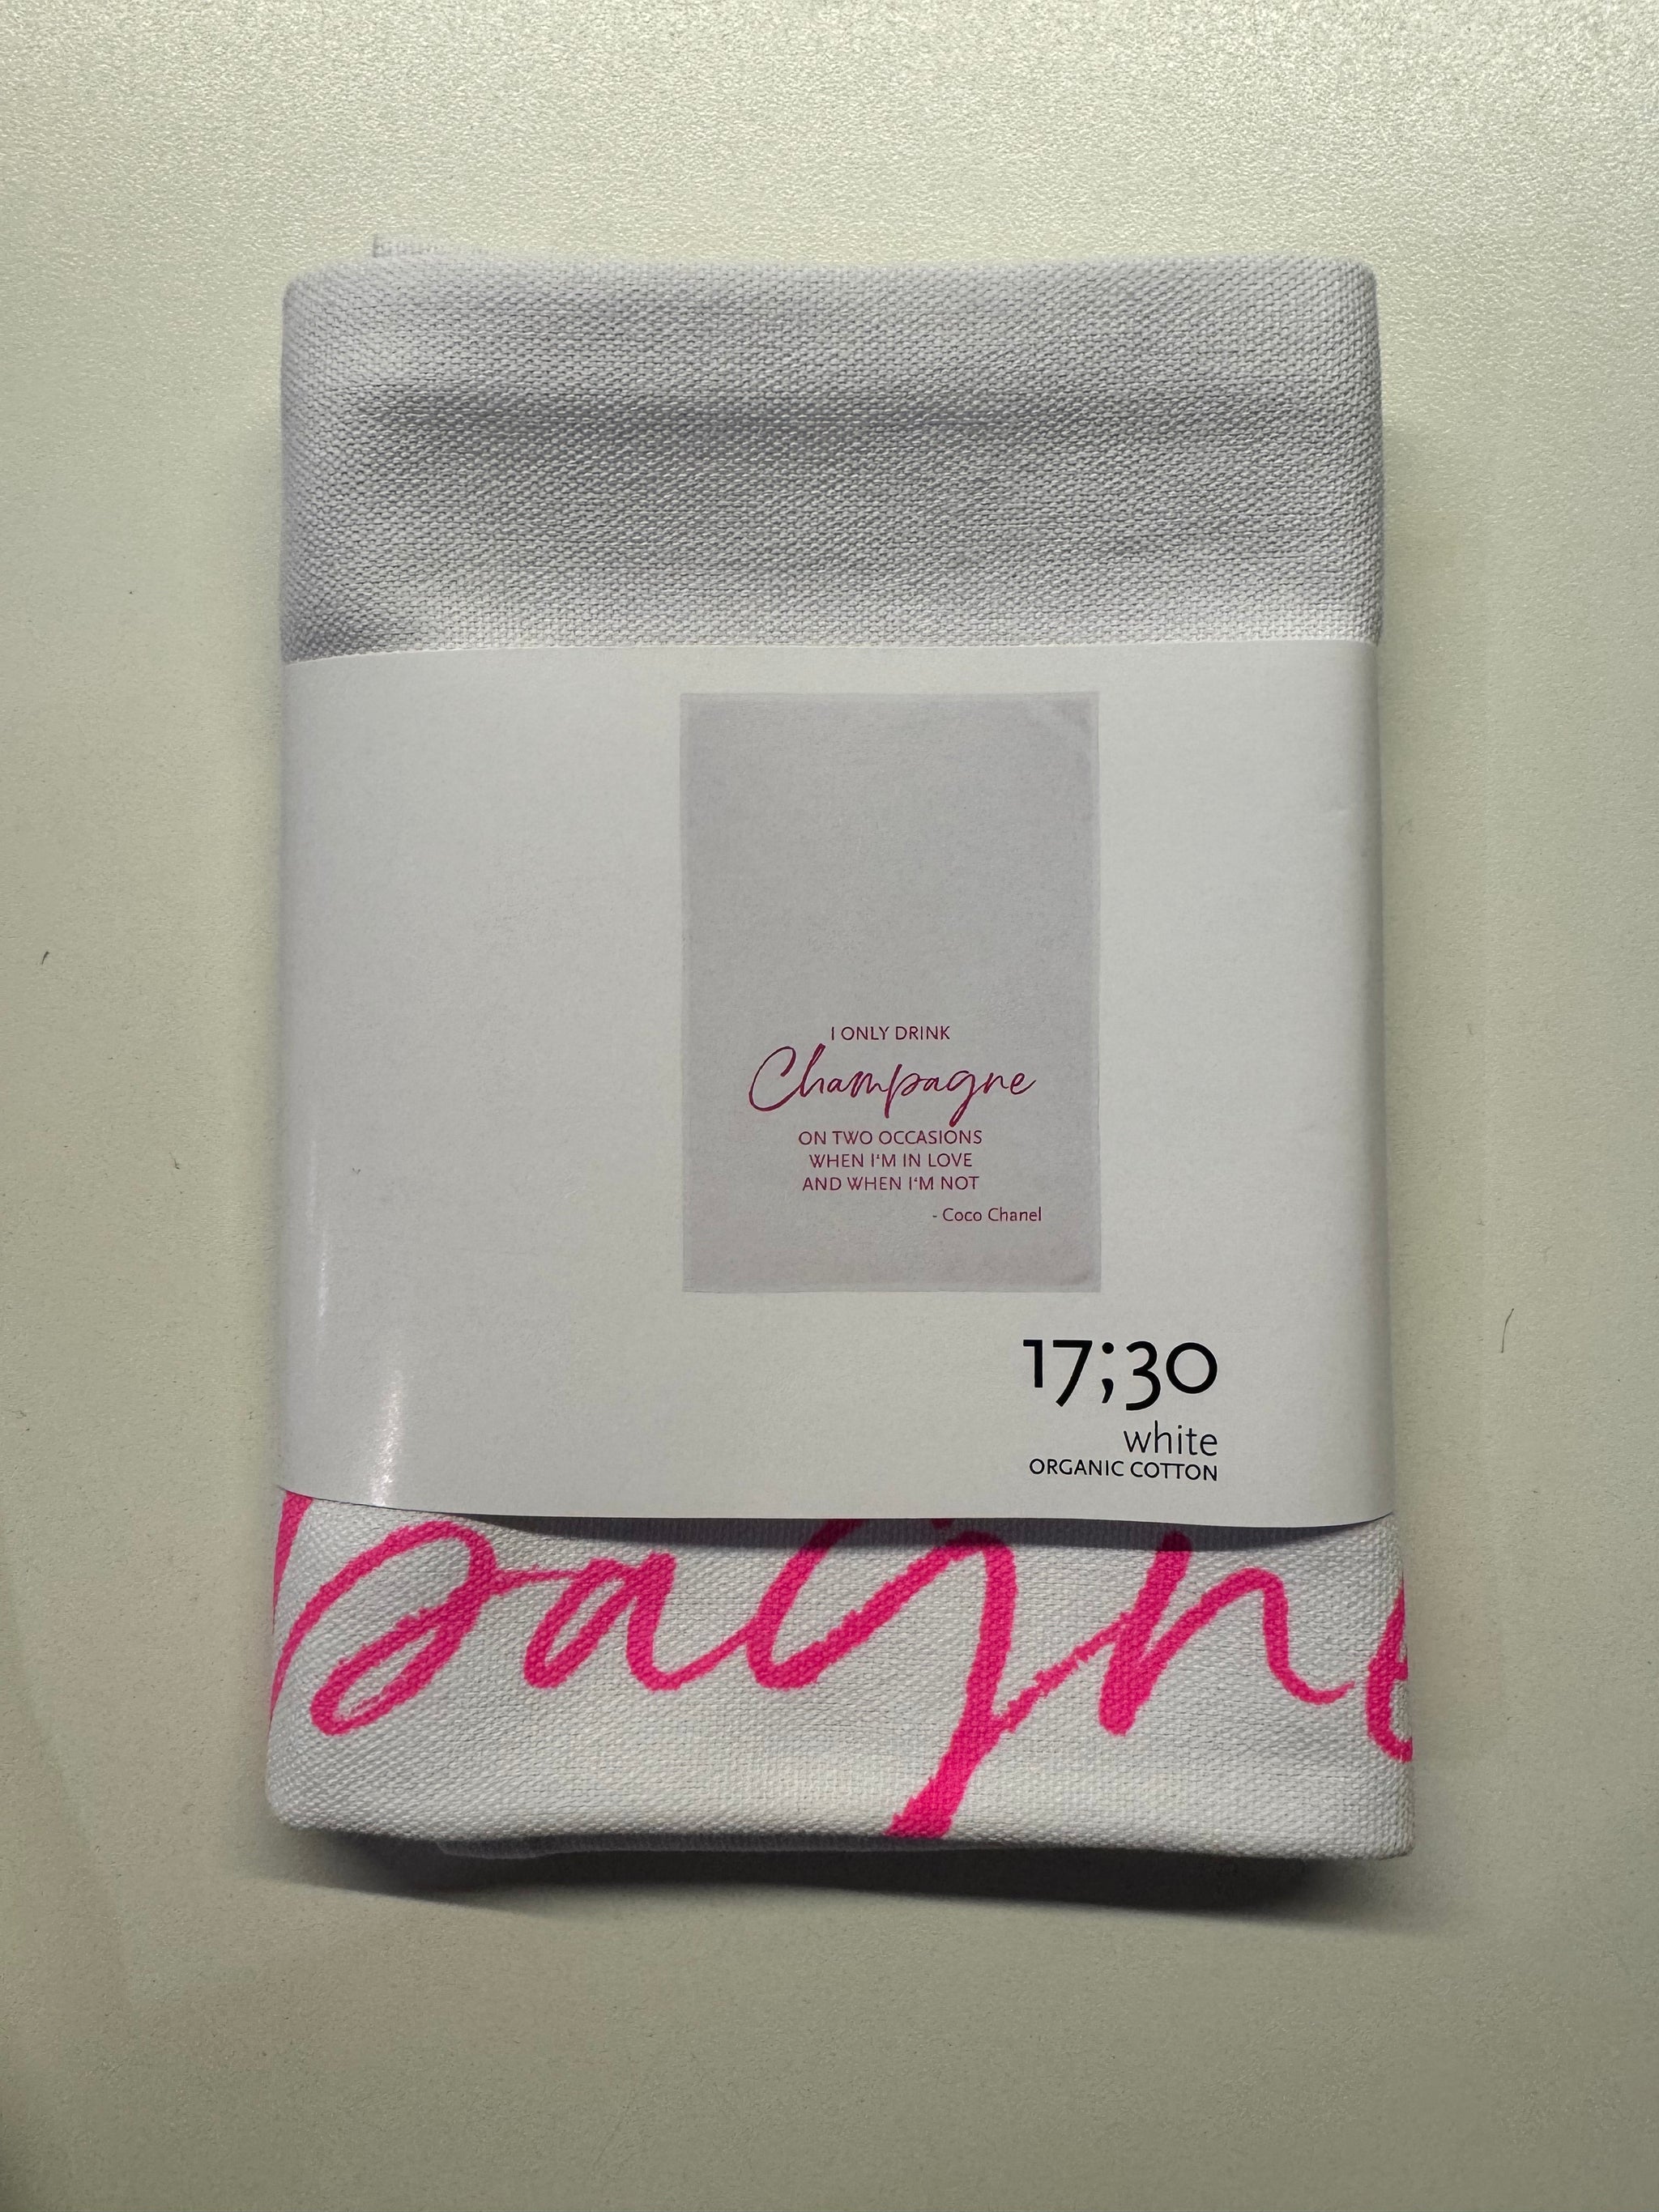 I ONLY DRINK
Champagne
ON TWO OCCASIONS
WHEN I‘M IN LOVE
AND WHEN I‘M NOT
- Coco Chanel
17;30
white
ORGANIC COTTON
pagne